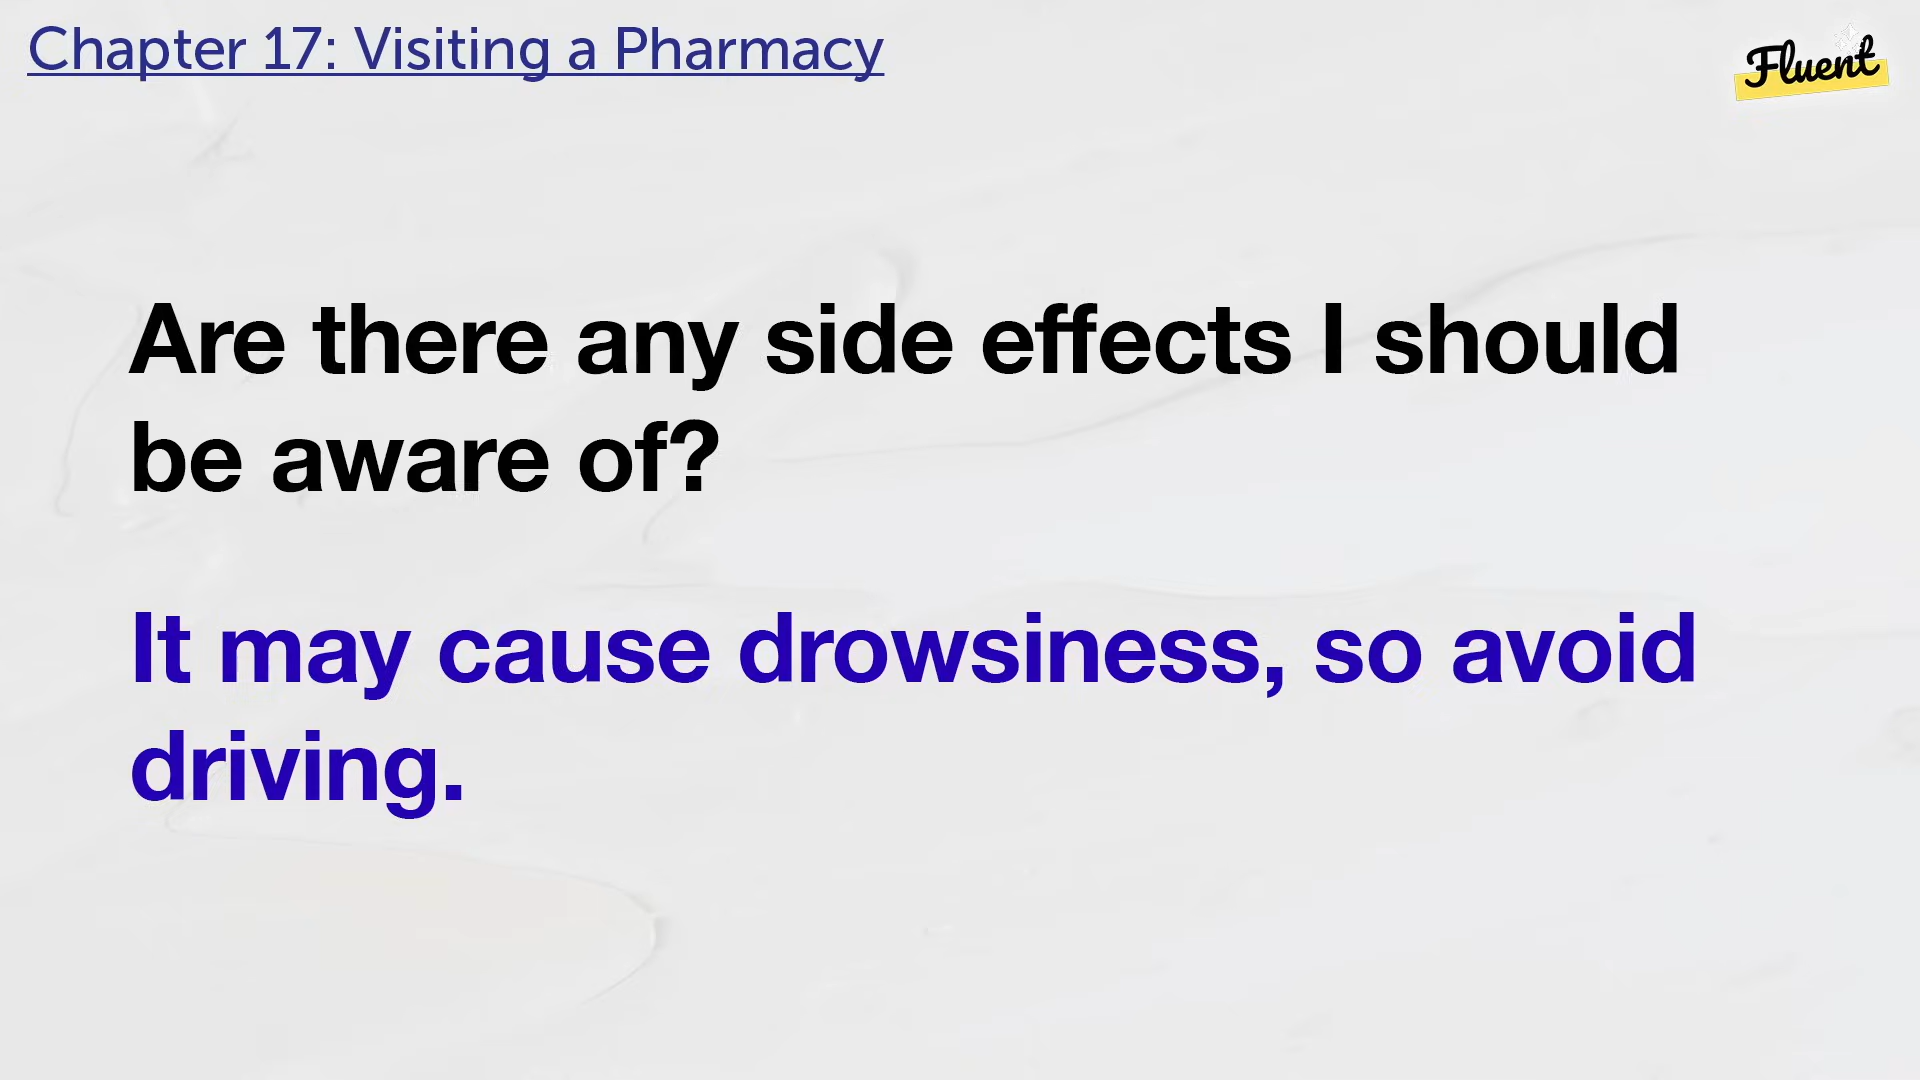 Chapter 17: Visiting a Pharmacy
Fluent
Are there any side effects I should
be aware of?
It may cause drowsiness, so avoid
driving.